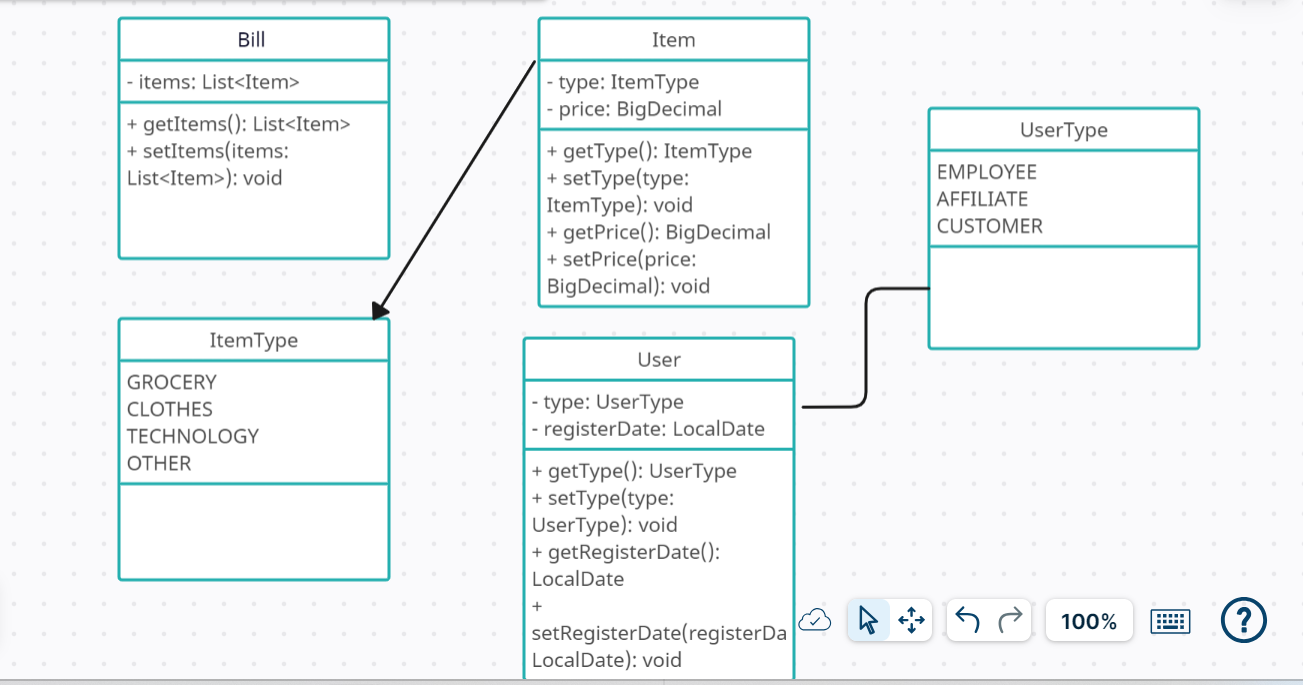 Bill
- items: List<Item>
+ getItems(): List<Item>
+ setItems(items:
List<Item>): void
Item
- type: ItemType
- price: BigDecimal
+ getType(): ItemType
+ setType(type:
ItemType): void
+ getPrice(): BigDecimal
+ setPrice(price:
BigDecimal): void
UserType
EMPLOYEE
AFFILIATE
CUSTOMER
ItemType
GROCERY
CLOTHES
TECHNOLOGY
OTHER
User
- type: UserType
- registerDate: LocalDate
+ getType(): UserType
+ setType(type:
UserType): void
+ getRegisterDate():
LocalDate
+
setRegisterDate(registerDa
LocalDate): void
100%
?